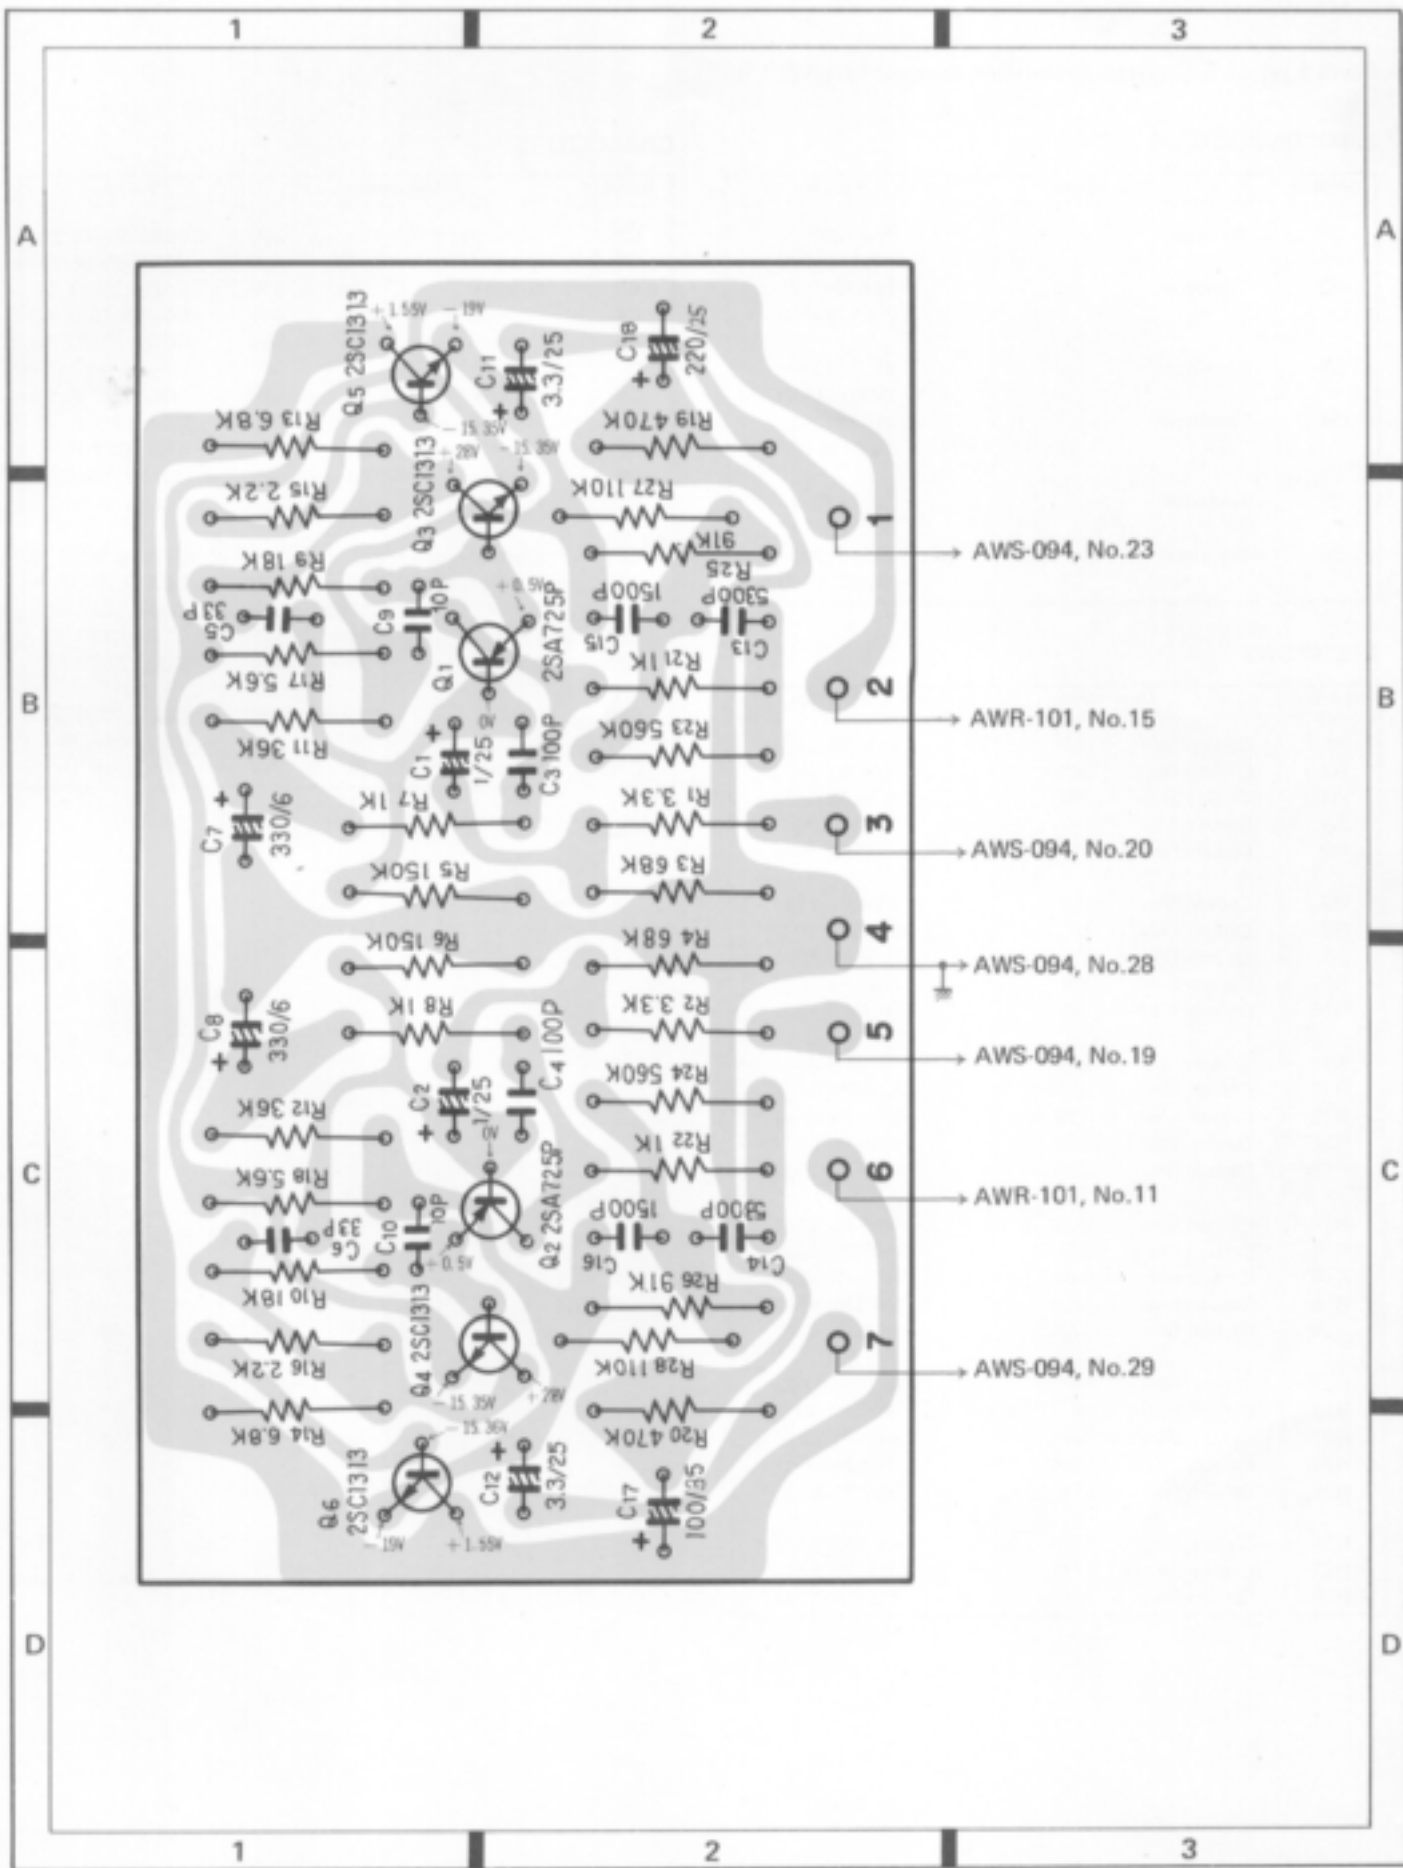 1 2 3
A A
Q5 2SC1313
+1.55V
-19V
C11
3.3/25
C18
220/25
R13 6.8K
R19 470K
-15.35V
+28V
-15.35V
Q3 2SC1313
R15 2.2K
R27 110K
1
91K
R25
AWS-094, No.23
R9 18K
33P
C5
C9
10P
+0.5V
1500P
C15
5300P
C13
Q1
2SA725P
R17 5.6K
R21 1K
2
B B
0V
AWR-101, No.15
R11 36K
R23 560K
C1
1/25
C3 100P
C7
330/6
R7 1K
R1 3.3K
3
AWS-094, No.20
R5 150K
R3 68K
R6 150K
R4 68K
4
AWS-094, No.28
C8
330/6
R8 1K
R2 3.3K
5
AWS-094, No.19
C4 100P
C2
1/25
R24 560K
R12 36K
0V
R22 1K
6
C C
AWR-101, No.11
R18 5.6K
33P
C6
C10
10P
+0.5V
Q2 2SA725P
1500P
C16
5300P
C14
R10 18K
R26 91K
Q4 2SC1313
R16 2.2K
R28 110K
7
AWS-094, No.29
-15.35V
+28V
R14 6.8K
-15.36V
R20 470K
Q6
2SC1313
C12
3.3/25
C17
100/35
-19V
+1.55V
D D
1 2 3